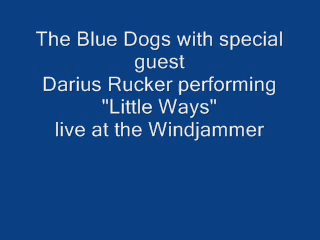 The Blue Dogs with special
guest
Darius Rucker performing
"Little Ways"
live at the Windjammer